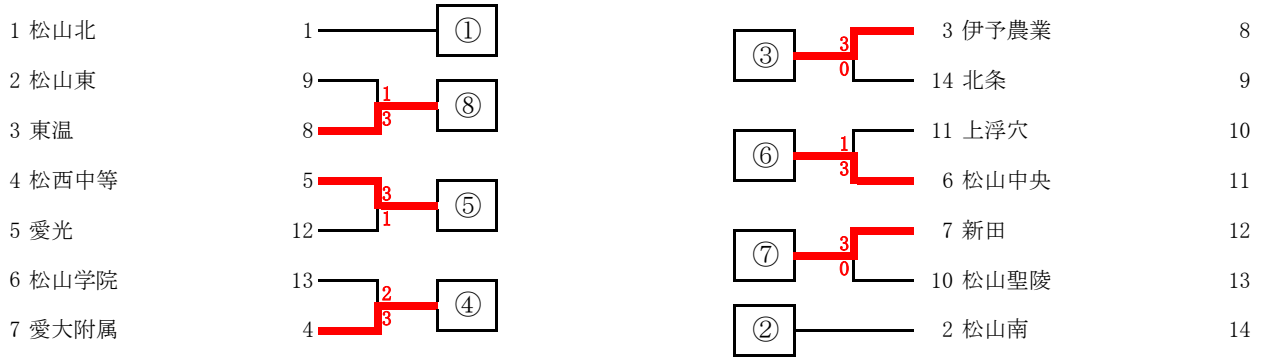 1 松山北 1 ①
2 松山東 9
1
3 ⑧
3 東温 8
4 松西中等 5
3
1 ⑤
5 愛光 12
6 松山学院 13
2
3 ④
7 愛大附属 4
③ 3
0
3 伊予農業 8
14 北条 9
⑥ 1
3
11 上浮穴 10
6 松山中央 11
⑦ 3
0
7 新田 12
10 松山聖陵 13
② 2 松山南 14